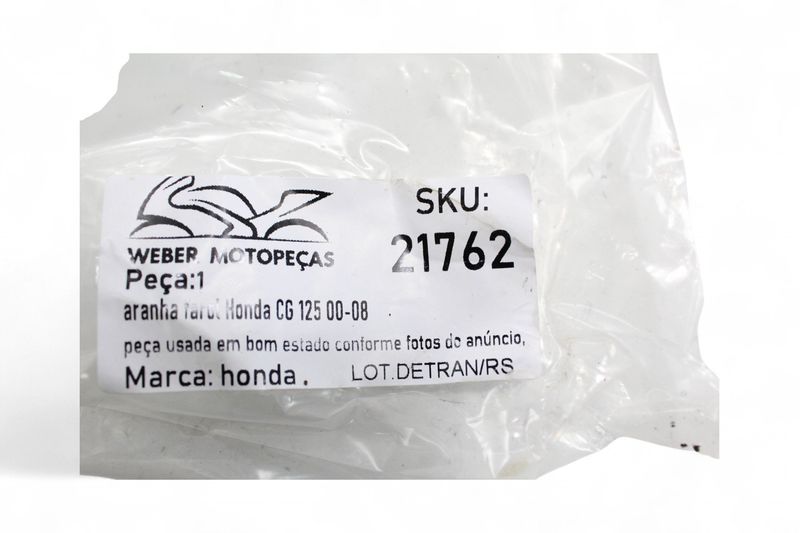 WEBER MOTOPEÇAS
SKU:
21762
Peça:1
aranha farol Honda CG 125 00-08
peça usada em bom estado conforme fotos do anúncio,
Marca: honda.
LOT.DETRAN/RS